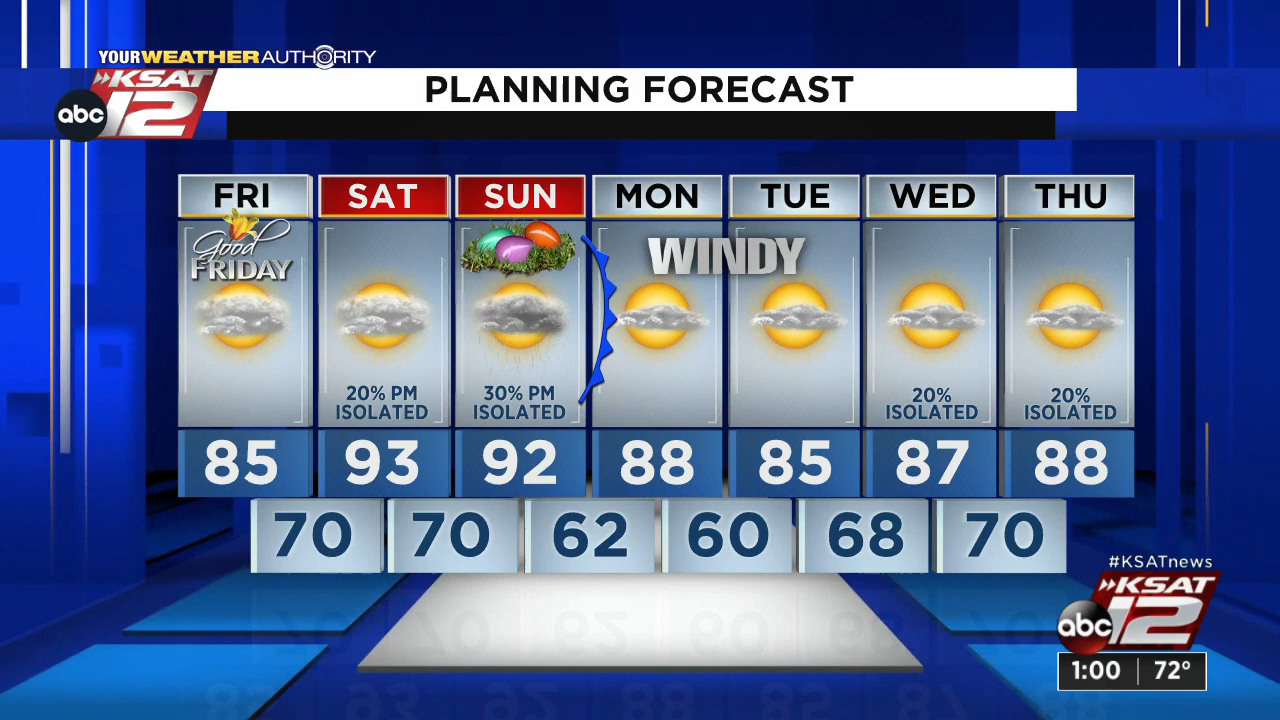 YOURWEATHERAUTHORITY
KSAT
abc 12
PLANNING FORECAST
FRI SAT SUN MON TUE WED THU
Good
FRIDAY
WINDY
20% PM 30% PM 20% 20%
ISOLATED ISOLATED ISOLATED ISOLATED
85 93 92 88 85 87 88
70 70 62 60 68 70
#KSATnews
KSAT
abc 12
1:00 72°